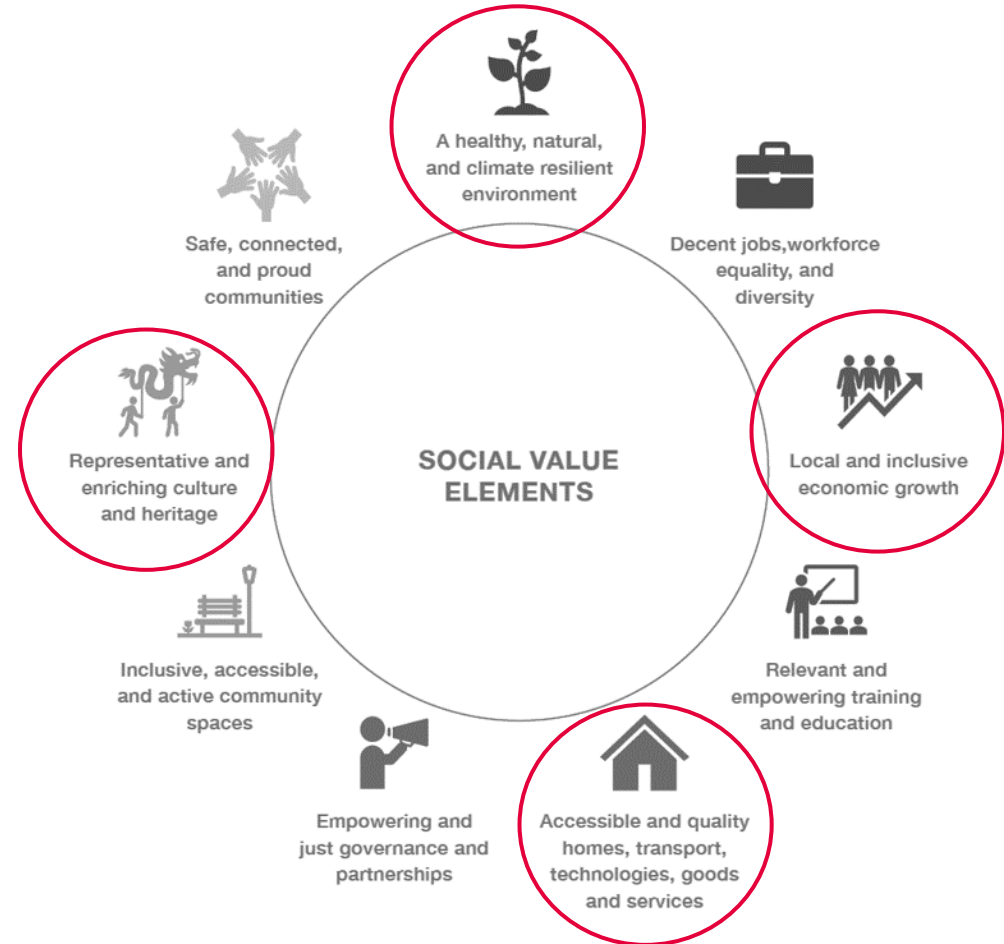 A healthy, natural,
and climate resilient
environment
Decent jobs,workforce
equality, and
diversity
Local and inclusive
economic growth
Relevant and
empowering training
and education
Accessible and quality
homes, transport,
technologies, goods
and services
Empowering and
just governance and
partnerships
Inclusive, accessible,
and active community
spaces
Representative and
enriching culture
and heritage
Safe, connected,
and proud
communities
SOCIAL VALUE
ELEMENTS